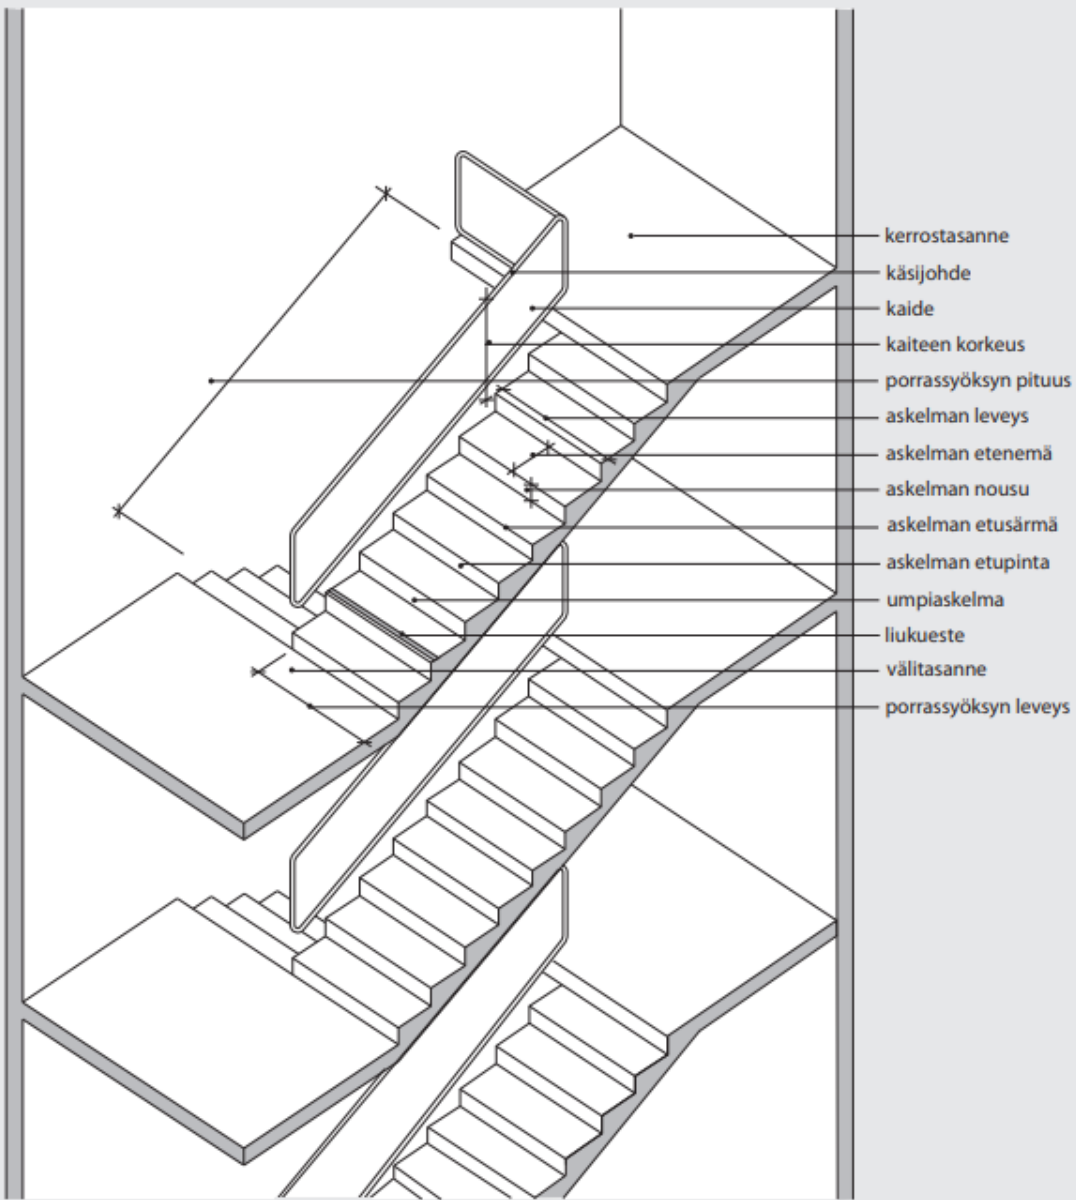 kerrostasanne
käsijohde
kaide
kaiteen korkeus
porrassyöksyn pituus
askelman leveys
askelman etenemä
askelman nousu
askelman etusärmä
askelman etupinta
umpiaskelma
liukueste
välitasanne
porrassyöksyn leveys